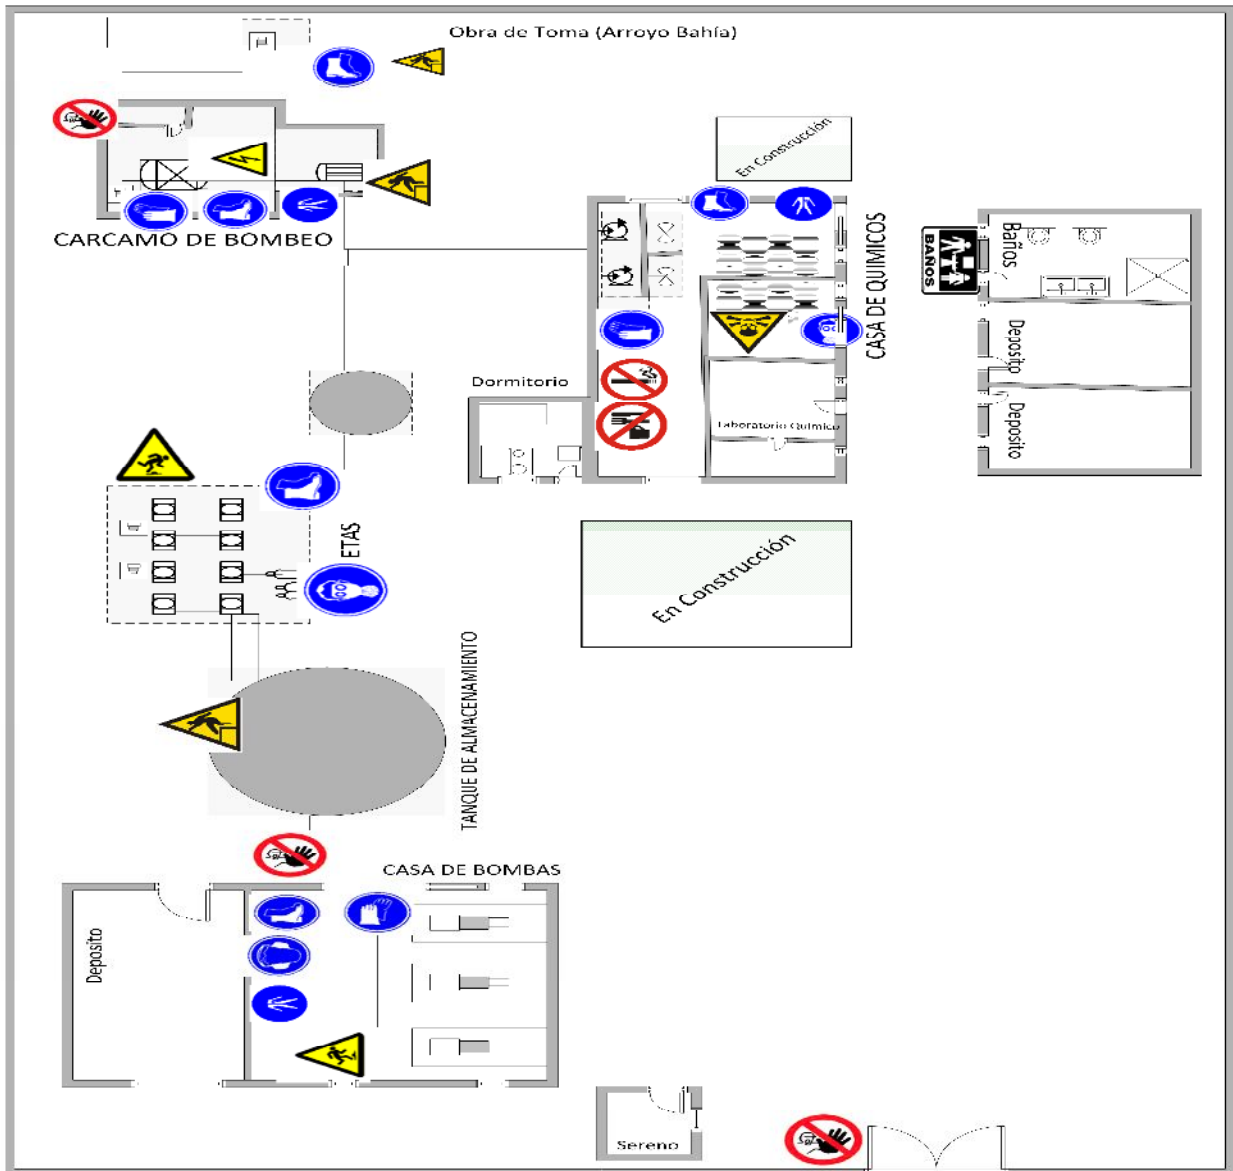 Obra de Toma (Arroyo Bahía)
En Construcción
CARCAMO DE BOMBEO
CASA DE QUIMICOS
BAÑOS
Baños
Deposito
Deposito
Dormitorio
Laboratorio Quimico
ETAS
En Construcción
TANQUE DE ALMACENAMIENTO
CASA DE BOMBAS
Deposito
Sereno